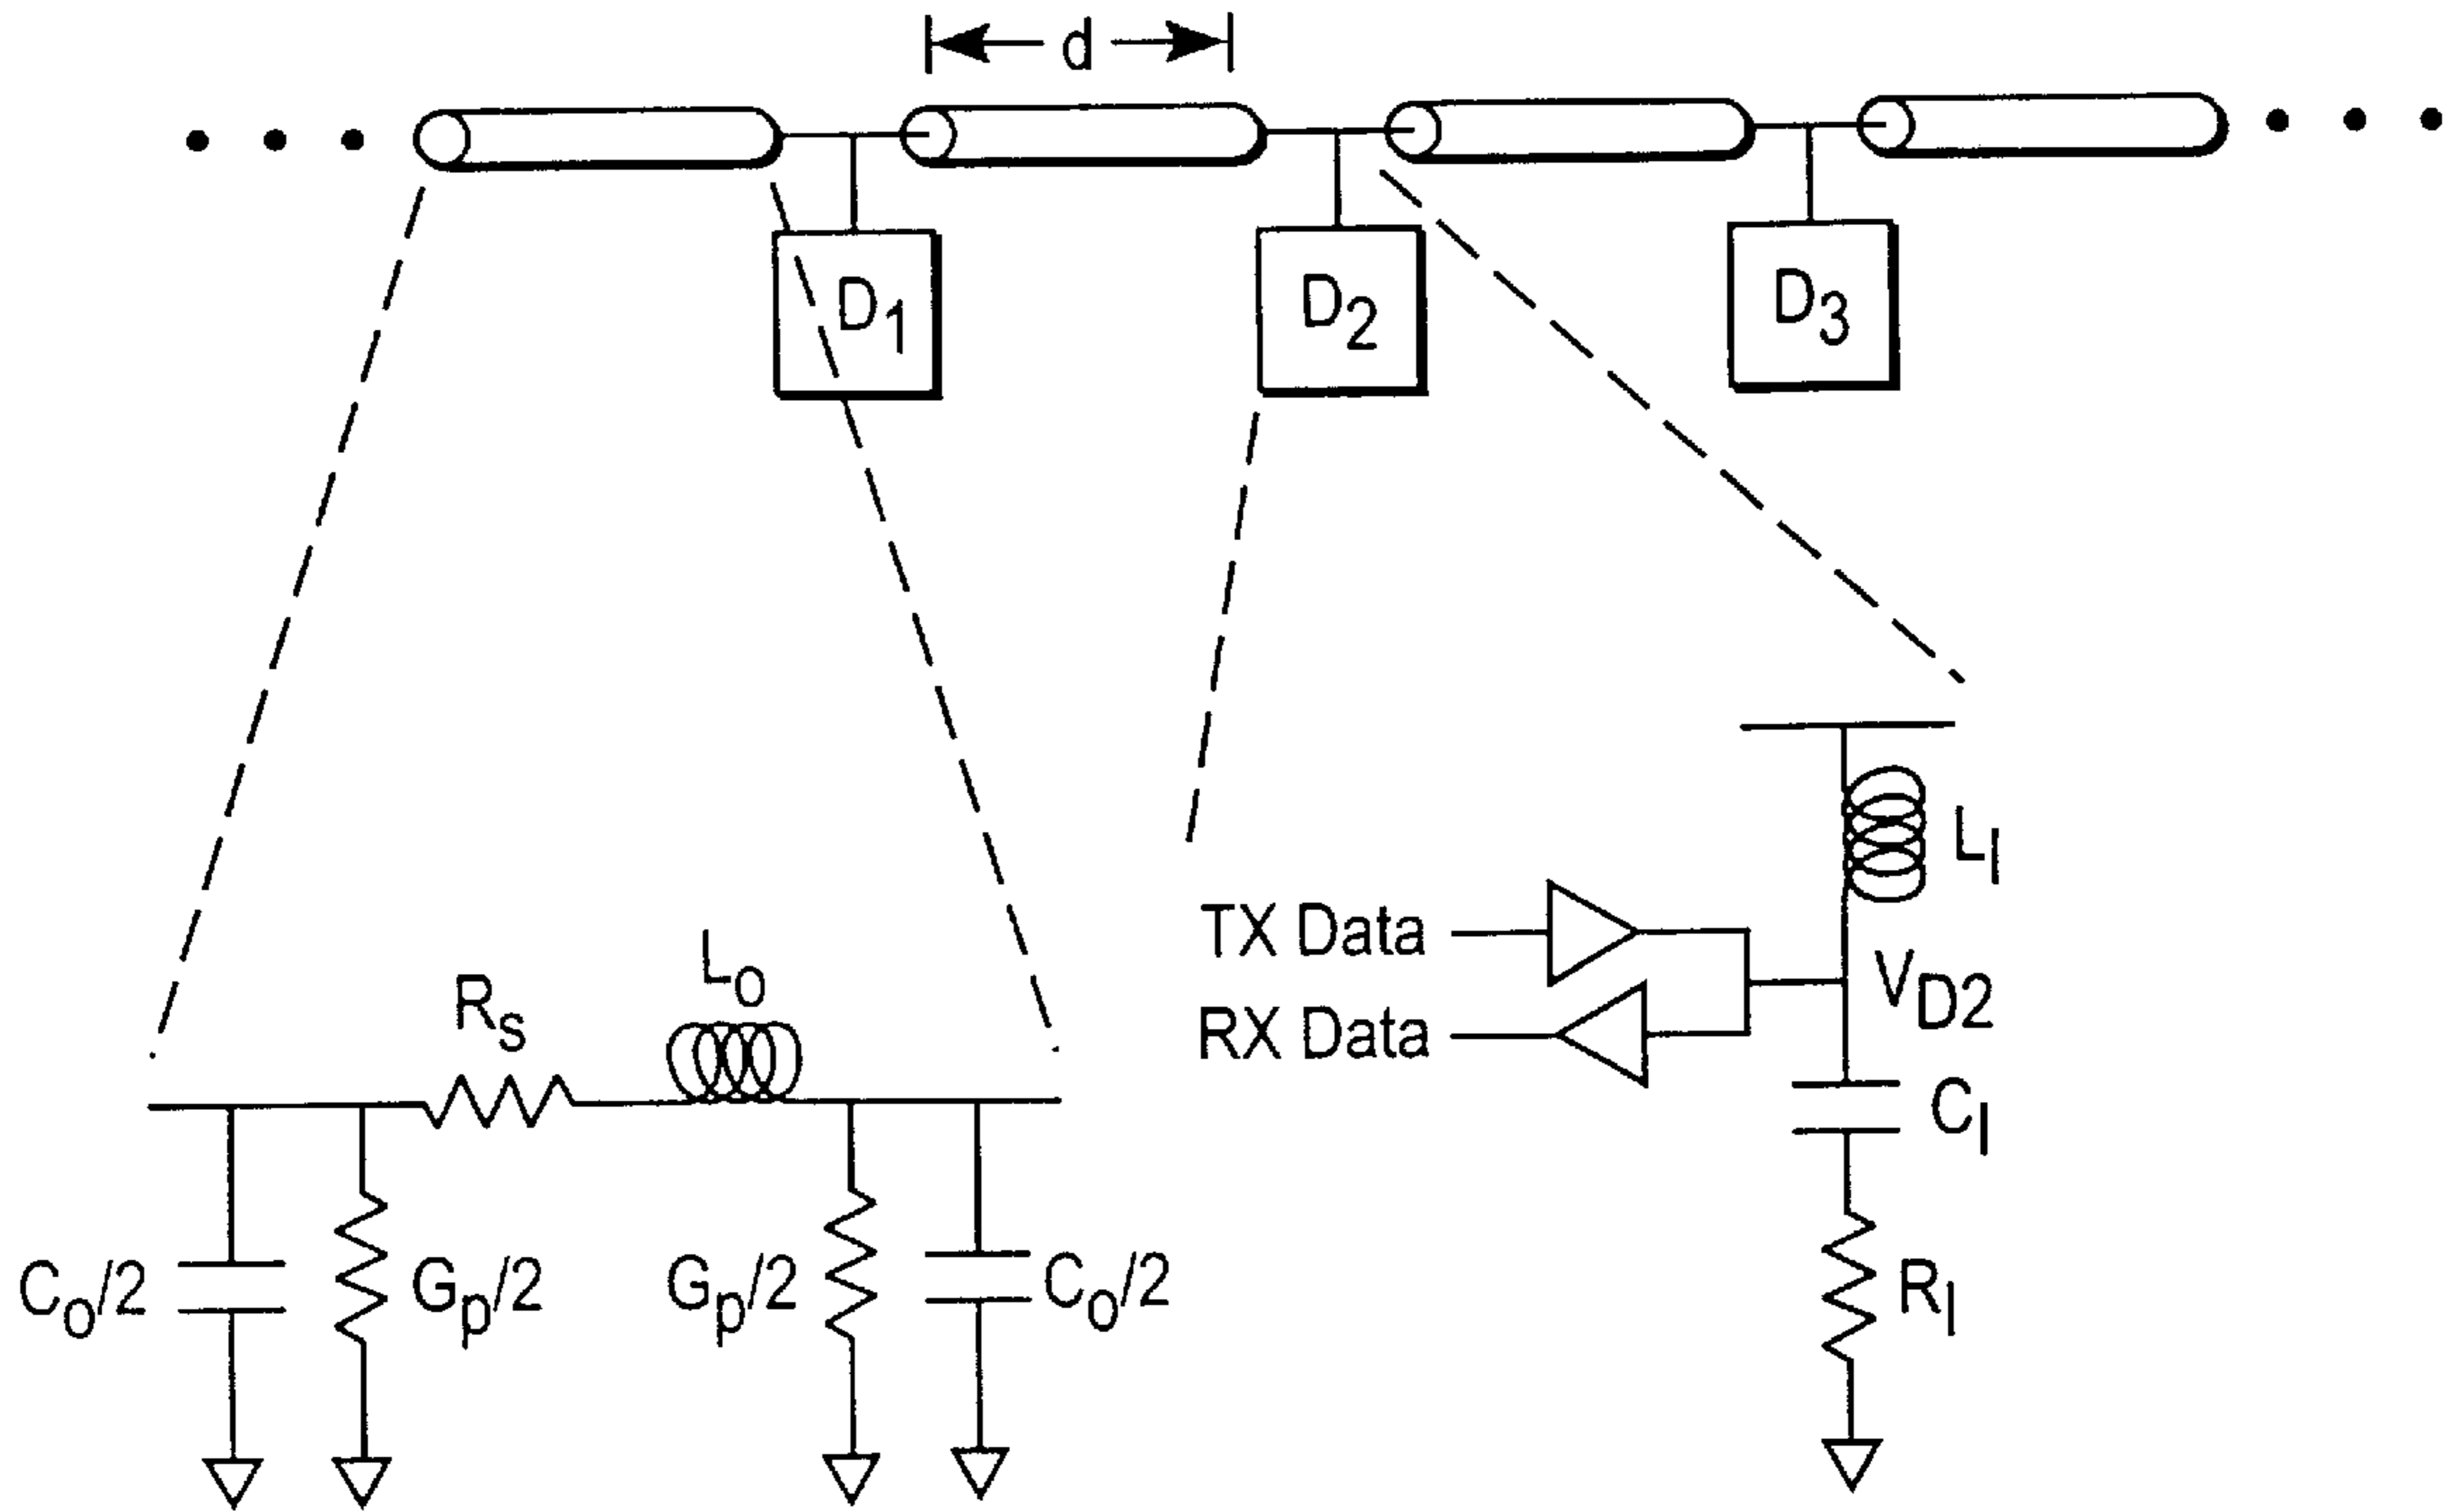 d
D1
D2
D3
LI
TX Data
VD2
RX Data
Lo
Rs
CI
Co/2
Gp/2
Gp/2
Co/2
RI